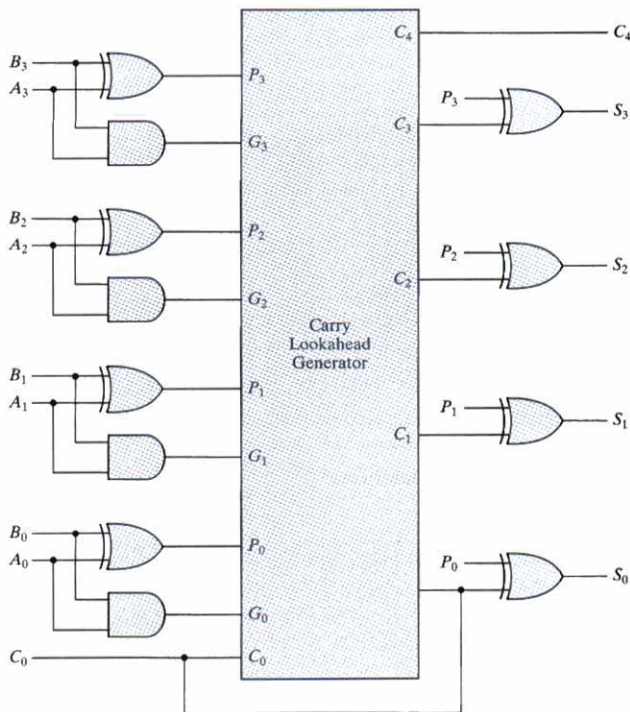 C4
C4
B3
A3
P3
P3
C3
S3
G3
B2
A2
P2
P2
C2
S2
G2
Carry
Lookahead
Generator
B1
A1
P1
P1
C1
S1
G1
B0
A0
P0
P0
S0
G0
C0
C0